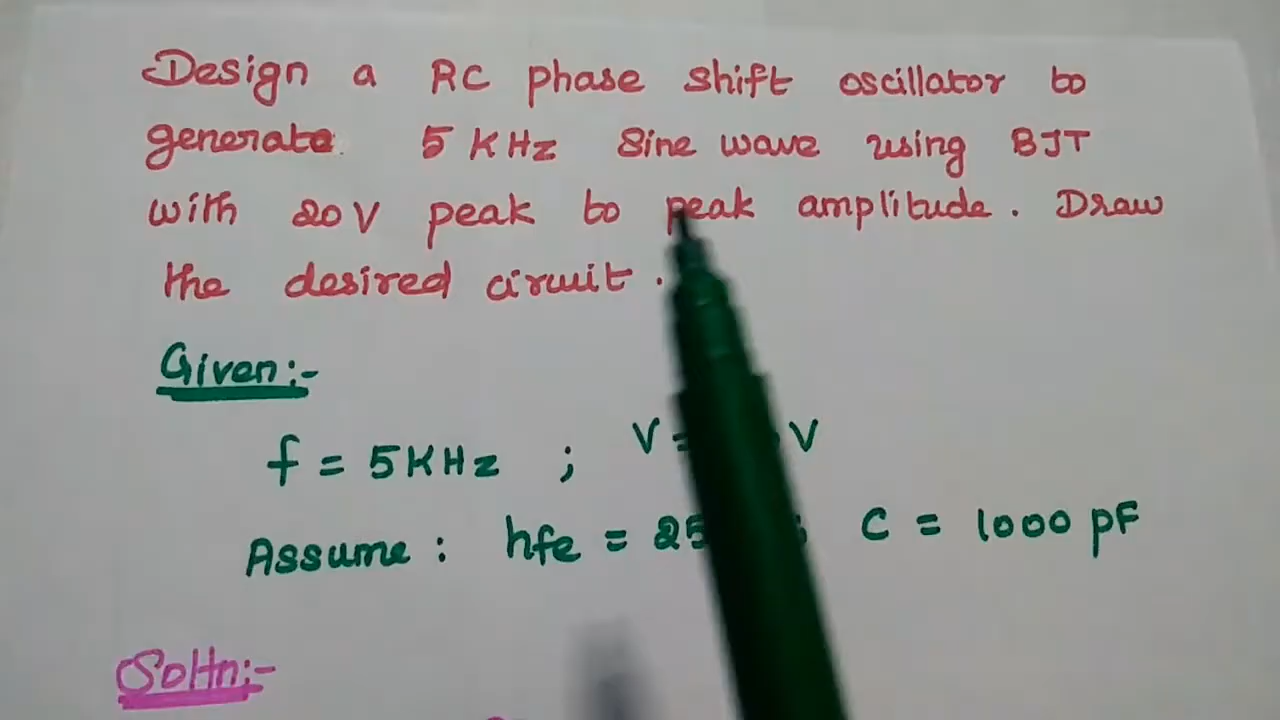 Design a RC phase shift oscillator to
generate 5 KHz Sine wave using BJT
with 20V peak to peak amplitude. Draw
the desired circuit.
Given:-
f = 5KHz ; V= V
Assume: hfe = 25 ; C = 1000 pF
Soltn:-